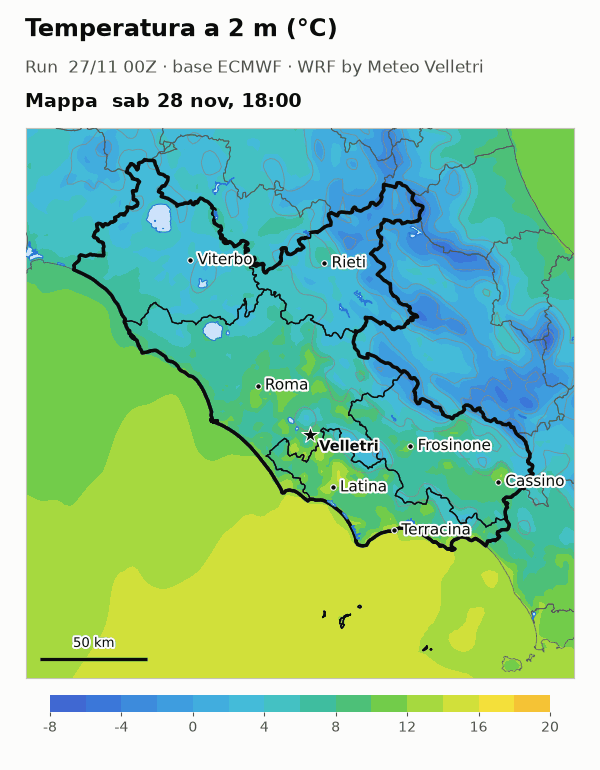 Temperatura a 2 m (°C)
Run 27/11 00Z · base ECMWF · WRF by Meteo Velletri
Mappa sab 28 nov, 18:00
Viterbo
Rieti
Roma
Velletri
Frosinone
Cassino
Latina
Terracina
50 km
-8 -4 0 4 8 12 16 20